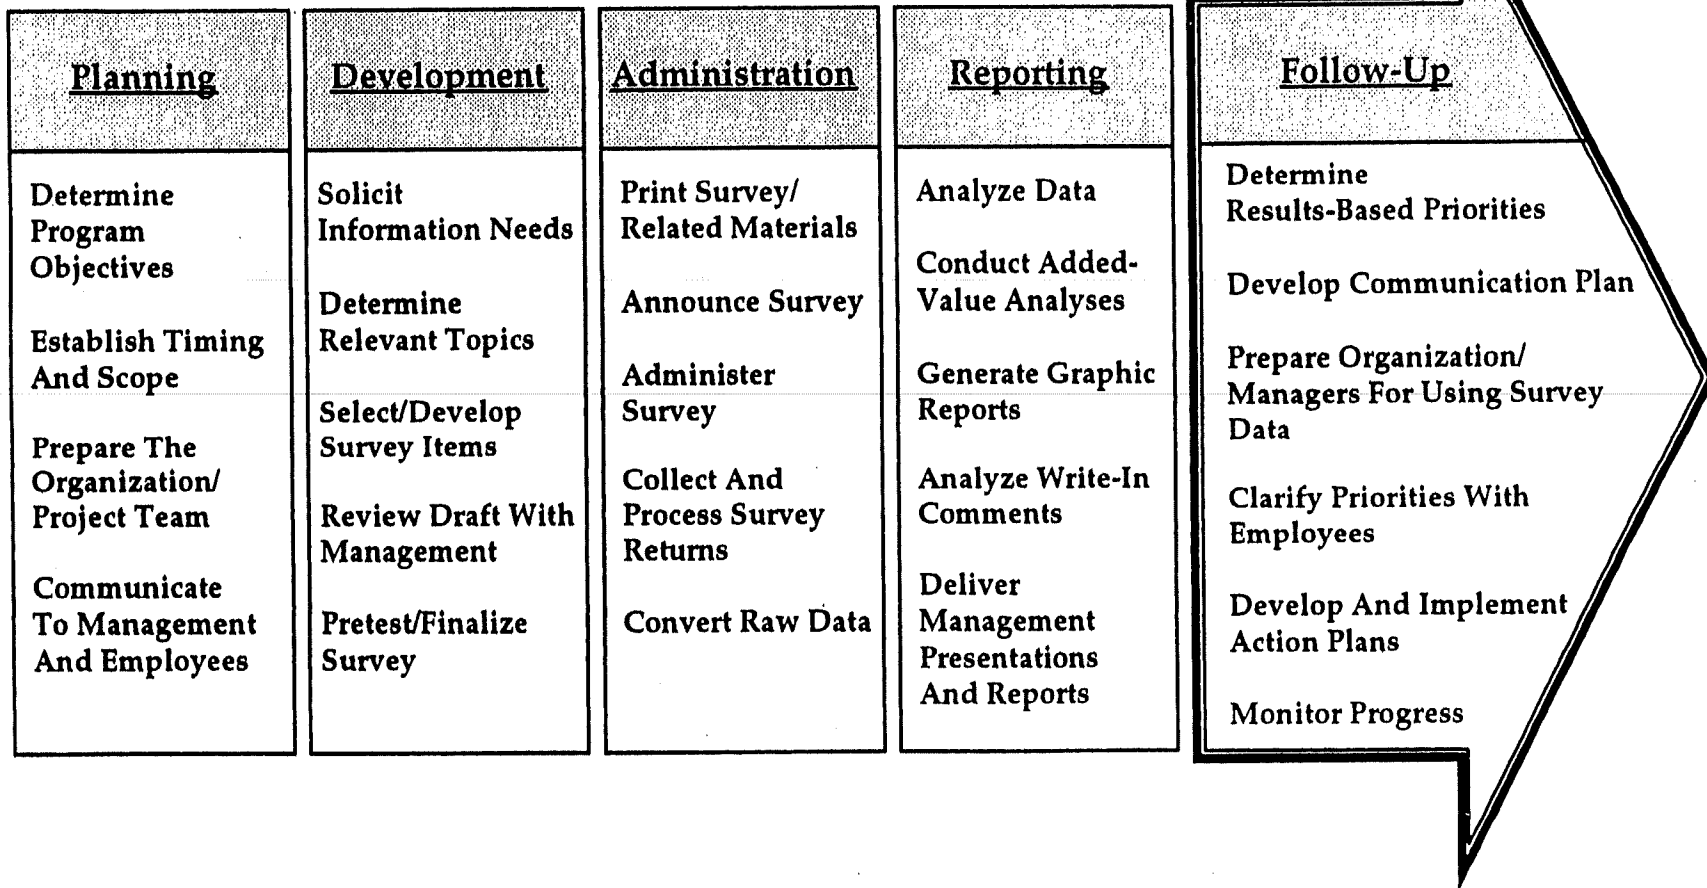 Planning
Determine
Program
Objectives
Establish Timing
And Scope
Prepare The
Organization/
Project Team
Communicate
To Management
And Employees
Development
Solicit
Information Needs
Determine
Relevant Topics
Select/Develop
Survey Items
Review Draft With
Management
Pretest/Finalize
Survey
Administration
Print Survey/
Related Materials
Announce Survey
Administer
Survey
Collect And
Process Survey
Returns
Convert Raw Data
Reporting
Analyze Data
Conduct Added-
Value Analyses
Generate Graphic
Reports
Analyze Write-In
Comments
Deliver
Management
Presentations
And Reports
Follow-Up
Determine
Results-Based Priorities
Develop Communication Plan
Prepare Organization/
Managers For Using Survey
Data
Clarify Priorities With
Employees
Develop And Implement
Action Plans
Monitor Progress